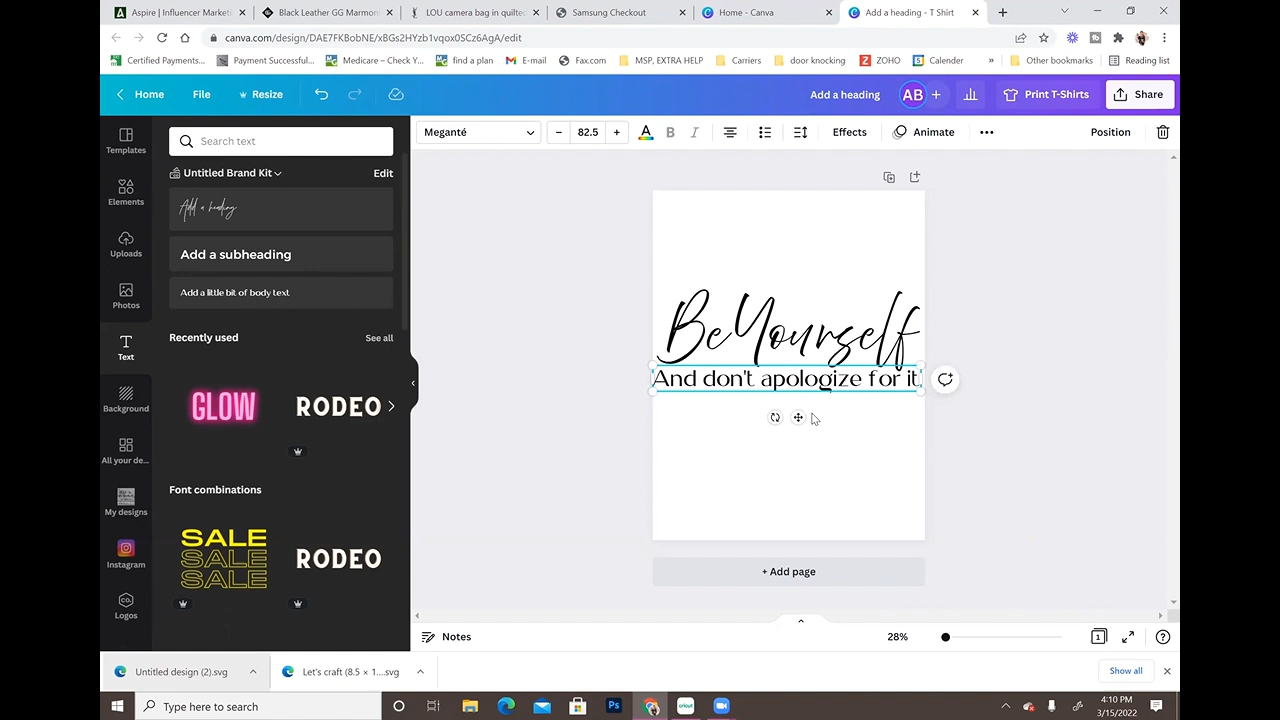 Aspire | Influencer Marketi
Black Leather GG Marmon
LOU camera bag in quilte
Samsung Checkout
Home - Canva
Add a heading - T Shirt
canva.com/design/DAE7FKBobNE/xBGs2HYzb1vqox0SCz6AgA/edit
Certified Payments...
Payment Successful...
Medicare – Check Y...
find a plan
E-mail
Fax.com
MSP, EXTRA HELP
Carriers
door knocking
ZOHO
Calender
»
Other bookmarks
Reading list
Home
File
Resize
Add a heading
AB
Print T-Shirts
Share
Templates
Elements
Uploads
Photos
Text
Background
All your de...
My designs
Instagram
CO.
Logos
Search text
Untitled Brand Kit
Edit
Add a heading
Add a subheading
Add a little bit of body text
Recently used
See all
GLOW
RODEO
Font combinations
SALE
SALE
SALE
RODEO
Meganté
– 82.5 +
A
B
I
Effects
Animate
Position
Be Yourself
And don't apologize for it.
+ Add page
Notes
28%
1
Untitled design (2).svg
Let's craft (8.5 × 1....svg
Show all
Type here to search
Ps
cricut
4:10 PM
3/15/2022